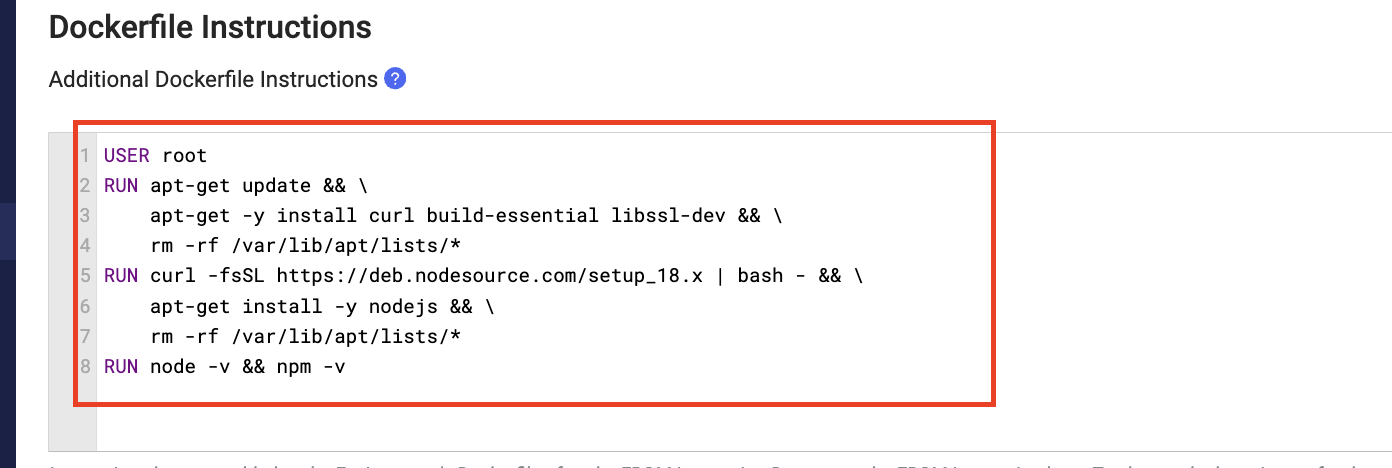 Dockerfile Instructions
Additional Dockerfile Instructions ?
1 USER root
2 RUN apt-get update && \
3     apt-get -y install curl build-essential libssl-dev && \
4     rm -rf /var/lib/apt/lists/*
5 RUN curl -fsSL https://deb.nodesource.com/setup_18.x | bash - && \
6     apt-get install -y nodejs && \
7     rm -rf /var/lib/apt/lists/*
8 RUN node -v && npm -v